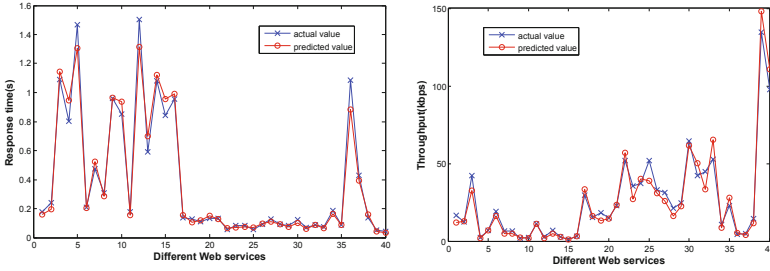 1.6
1.4
1.2
1
0.8
0.6
0.4
0.2
0
0 5 10 15 20 25 30 35 40
Response time(s)
Different Web services
actual value
predicted value
150
100
50
0
0 5 10 15 20 25 30 35 40
Throughput(kbps)
Different Web services
actual value
predicted value